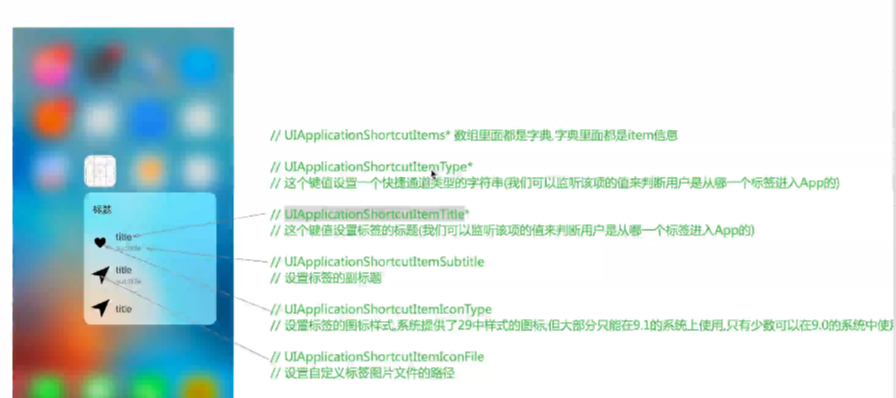 标题
title
subtitle
title
subtitle
title
// UIApplicationShortcutItems* 数组里面都是字典,字典里面都是item信息
// UIApplicationShortcutItemType*
// 这个键值设置一个快捷通道类型的字符串(我们可以监听该项的值来判断用户是从哪一个标签进入App的)
// UIApplicationShortcutItemTitle*
// 这个键值设置标签的标题(我们可以监听该项的值来判断用户是从哪一个标签进入App的)
// UIApplicationShortcutItemSubtitle
// 设置标签的副标题
// UIApplicationShortcutItemIconType
// 设置标签的图标样式,系统提供了29中样式的图标,但大部分只能在9.1的系统上使用,只有少数可以在9.0的系统中使
// UIApplicationShortcutItemIconFile
// 设置自定义标签图片文件的路径